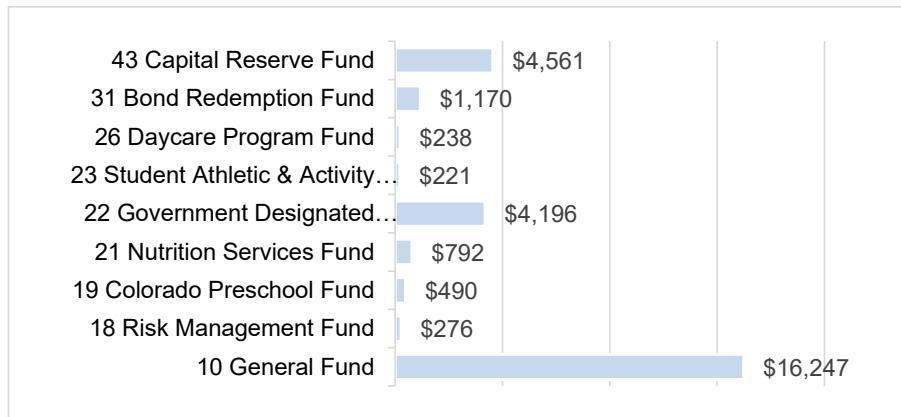 43 Capital Reserve Fund $4,561
31 Bond Redemption Fund $1,170
26 Daycare Program Fund $238
23 Student Athletic & Activity… $221
22 Government Designated… $4,196
21 Nutrition Services Fund $792
19 Colorado Preschool Fund $490
18 Risk Management Fund $276
10 General Fund $16,247